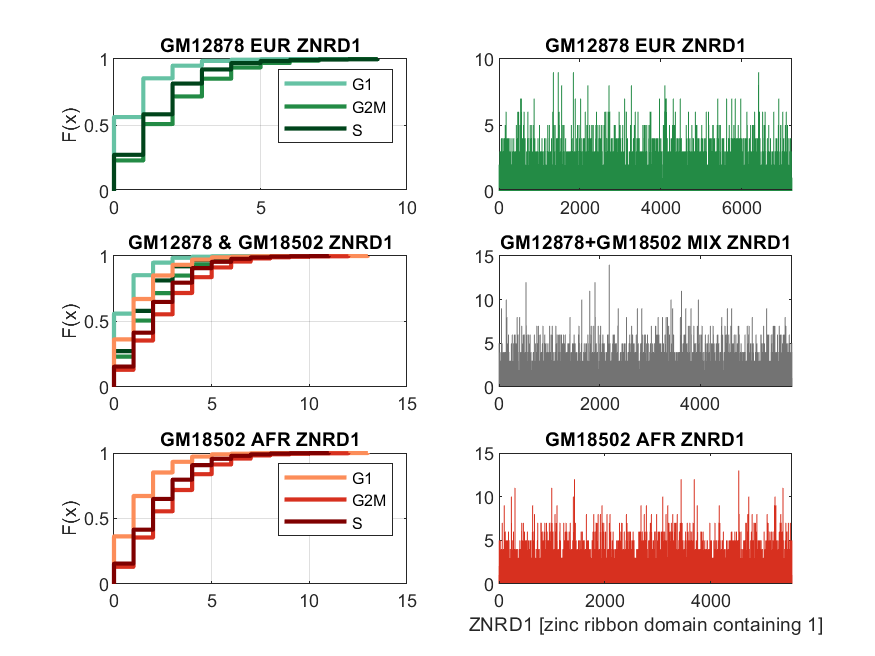 GM12878 EUR ZNRD1
1
0.5
0
F(x)
0 5 10
G1
G2M
S
GM12878 EUR ZNRD1
10
5
0
0 2000 4000 6000
GM12878 & GM18502 ZNRD1
1
0.5
0
F(x)
0 5 10 15
GM12878+GM18502 MIX ZNRD1
15
10
5
0
0 2000 4000
GM18502 AFR ZNRD1
1
0.5
0
F(x)
0 5 10 15
G1
G2M
S
GM18502 AFR ZNRD1
15
10
5
0
0 2000 4000
ZNRD1 [zinc ribbon domain containing 1]